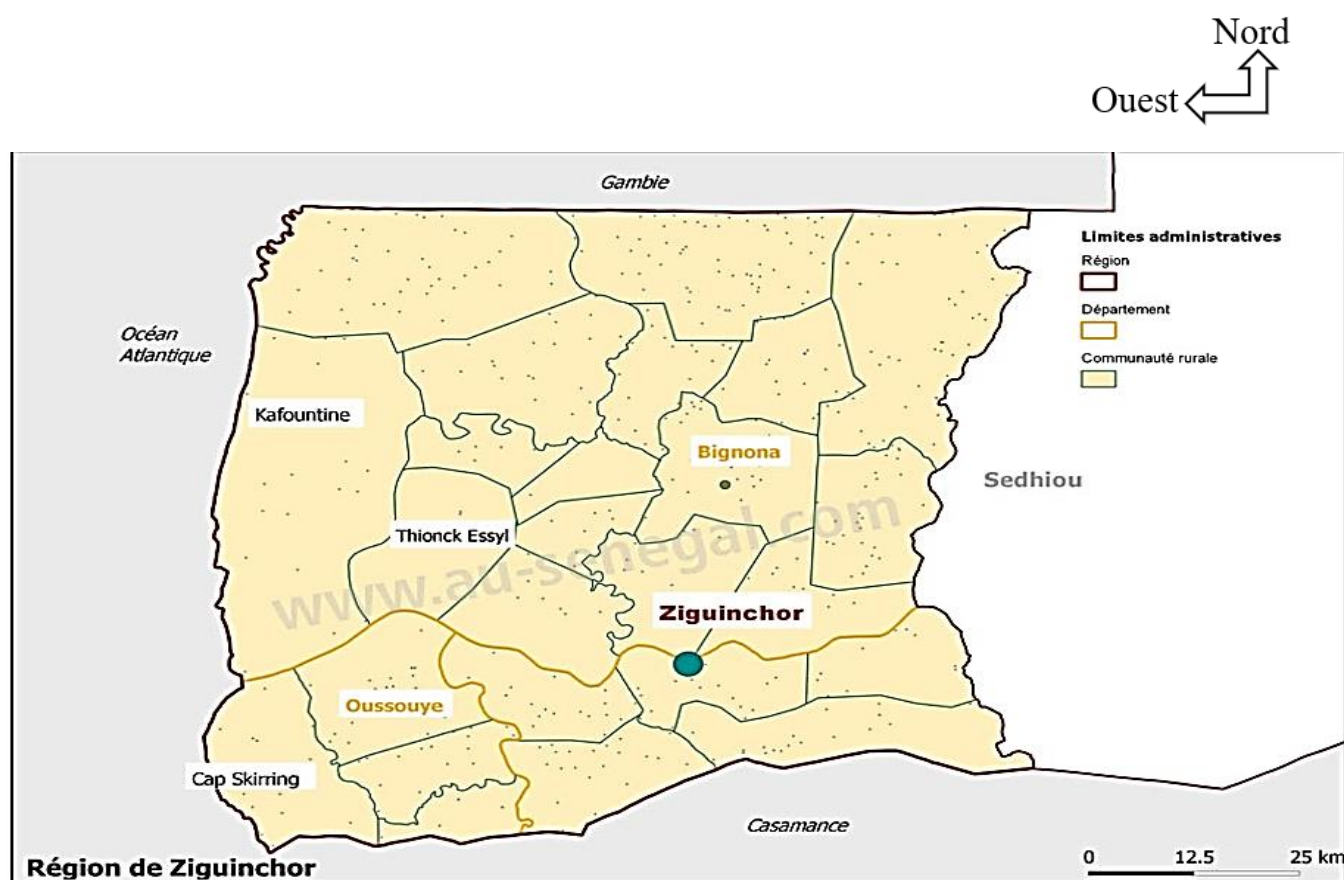 Nord
Ouest
Gambie
Limites administratives
Région
Département
Communauté rurale
Océan
Atlantique
Kafountine
Bignona
Sedhiou
Thionck Essyl
www.au-senegal.com
Ziguinchor
Oussouye
Cap Skirring
Casamance
Région de Ziguinchor
0 12.5 25 km